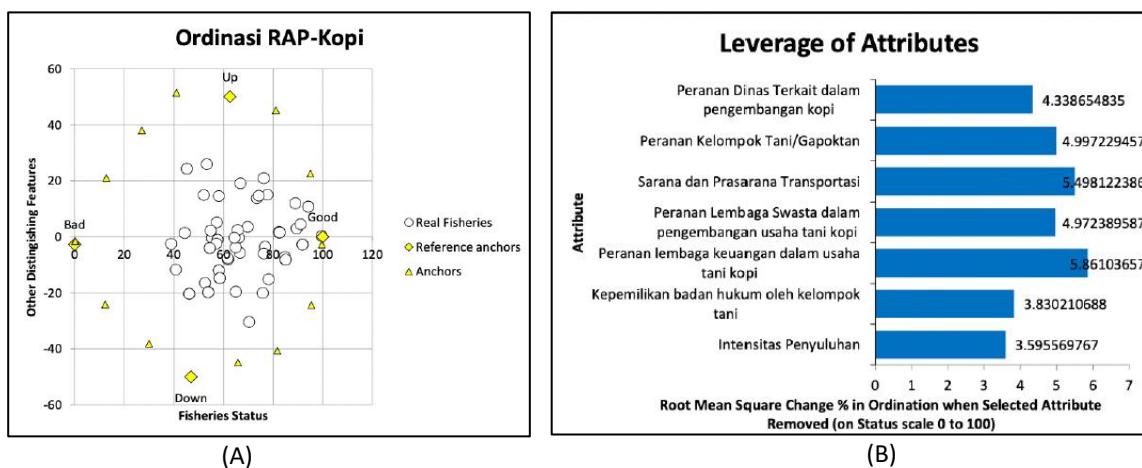 Ordinasi RAP-Kopi
60
Up
40
20
Bad
Good
0
0 20 40 60 80 100 120
-20
-40
-60
Down
Other Distingishing Features
Fisheries Status
Real Fisheries
Reference anchors
Anchors
(A)
Leverage of Attributes
Attribute
Peranan Dinas Terkait dalam
pengembangan kopi
4.338654835
Peranan Kelompok Tani/Gapoktan
4.997229457
Sarana dan Prasarana Transportasi
5.498122386
Peranan Lembaga Swasta dalam
pengembangan usaha tani kopi
4.972389587
Peranan lembaga keuangan dalam usaha
tani kopi
5.86103657
Kepemilikan badan hukum oleh kelompok
tani
3.830210688
Intensitas Penyuluhan
3.595569767
0 1 2 3 4 5 6 7
Root Mean Square Change % in Ordination when Selected Attribute
Removed (on Status scale 0 to 100)
(B)